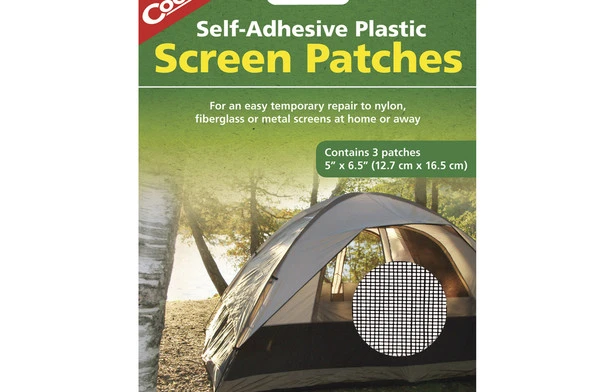 Self-Adhesive Plastic
Screen Patches
For an easy temporary repair to nylon,
fiberglass or metal screens at home or away
Contains 3 patches
5” x 6.5” (12.7 cm x 16.5 cm)